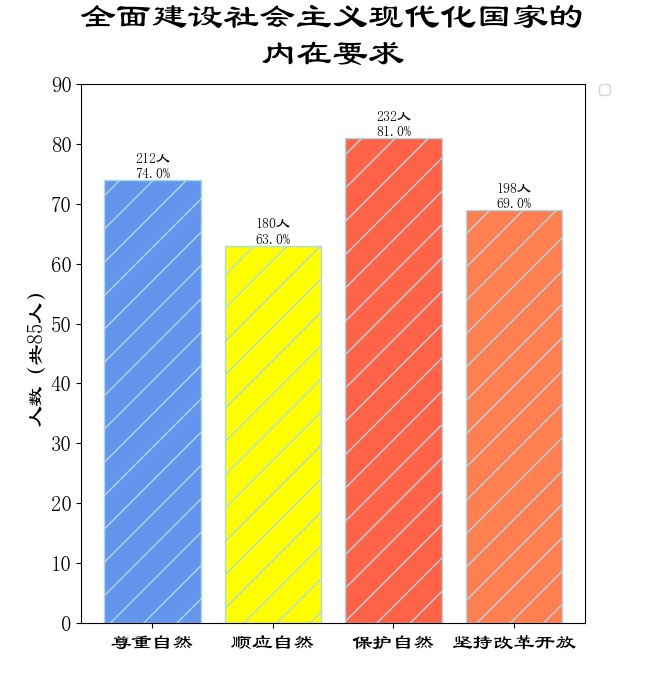 全面建设社会主义现代化国家的
内在要求
90
80
70
60
50
40
30
20
10
0
人数（共85人）
212人
74.0%
180人
63.0%
232人
81.0%
198人
69.0%
尊重自然 顺应自然 保护自然 坚持改革开放